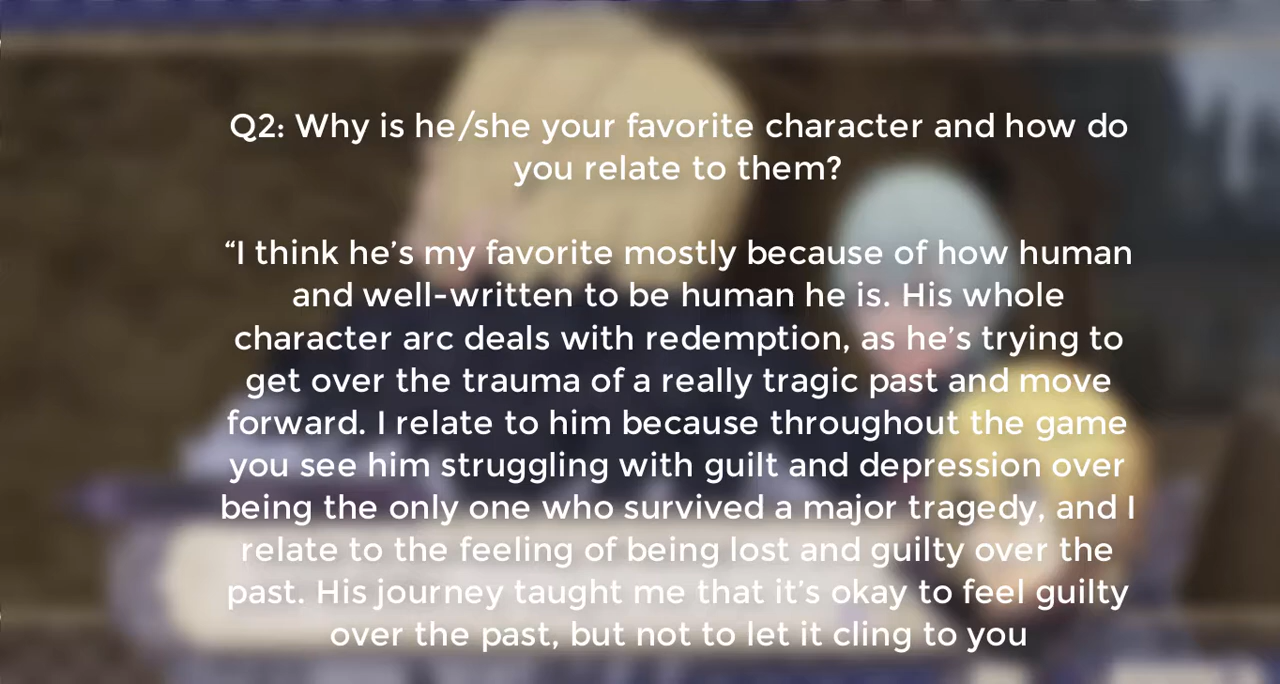 Q2: Why is he/she your favorite character and how do
you relate to them?
“I think he’s my favorite mostly because of how human
and well-written to be human he is. His whole
character arc deals with redemption, as he’s trying to
get over the trauma of a really tragic past and move
forward. I relate to him because throughout the game
you see him struggling with guilt and depression over
being the only one who survived a major tragedy, and I
relate to the feeling of being lost and guilty over the
past. His journey taught me that it’s okay to feel guilty
over the past, but not to let it cling to you